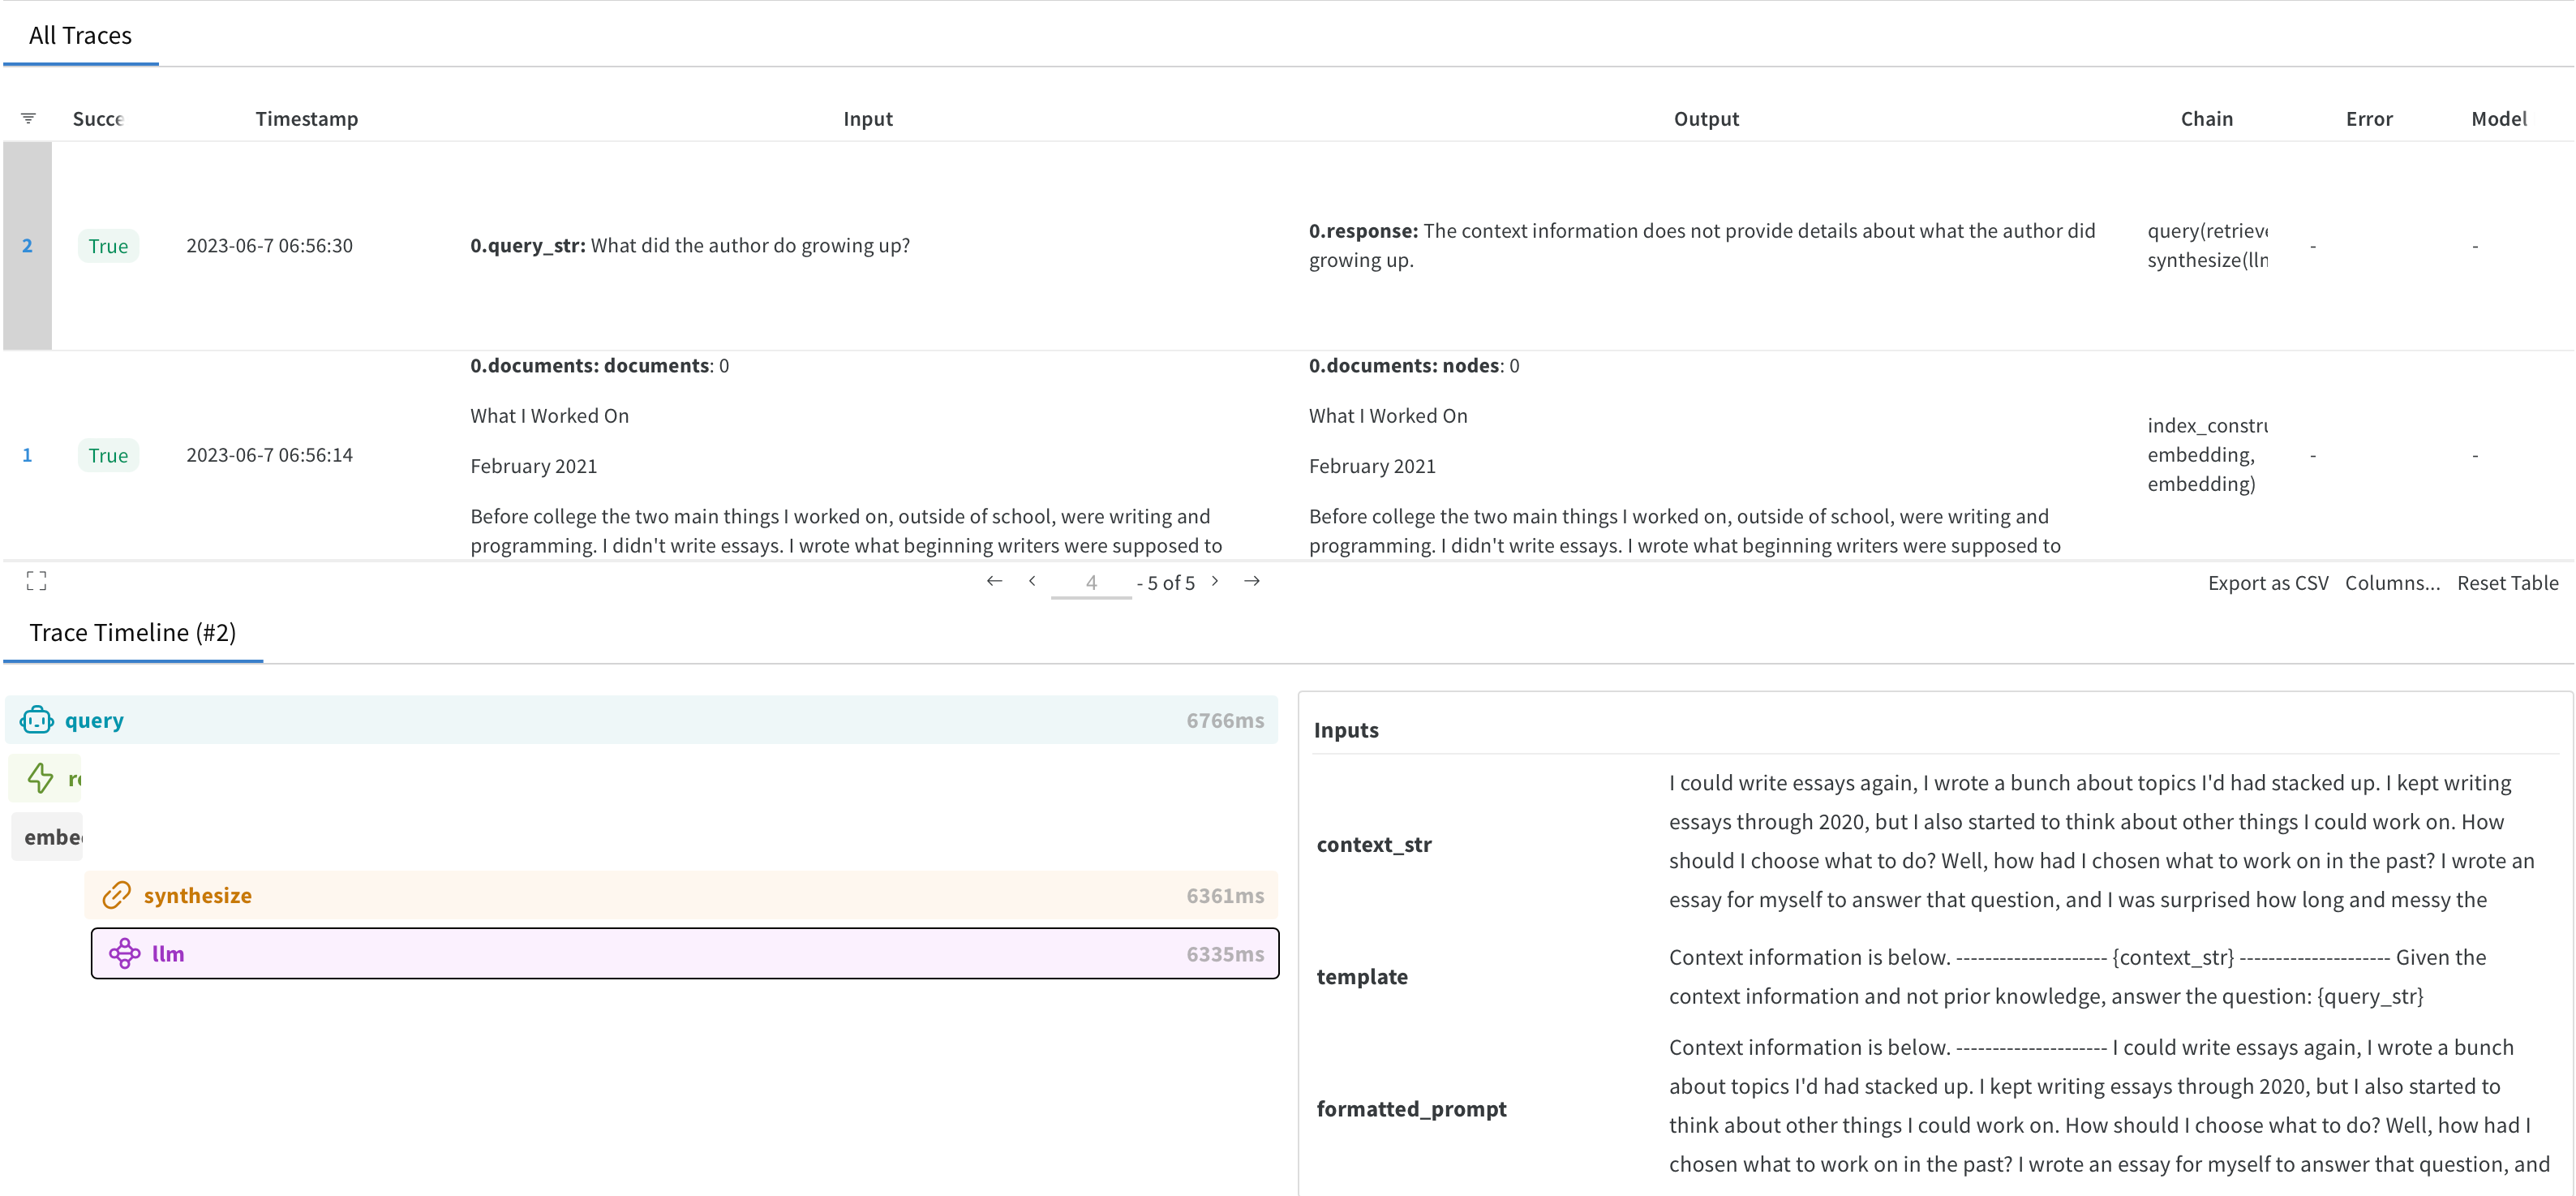 All Traces
Succe Timestamp Input Output Chain Error Model
2 True 2023-06-7 06:56:30 0.query_str: What did the author do growing up?
0.response: The context information does not provide details about what the author did
growing up.
query(retrieve
synthesize(lln
- -
1 True 2023-06-7 06:56:14
0.documents: documents: 0
What I Worked On
February 2021
Before college the two main things I worked on, outside of school, were writing and
programming. I didn't write essays. I wrote what beginning writers were supposed to
0.documents: nodes: 0
What I Worked On
February 2021
Before college the two main things I worked on, outside of school, were writing and
programming. I didn't write essays. I wrote what beginning writers were supposed to
index_constru
embedding,
embedding)
- -
4 - 5 of 5
Export as CSV Columns... Reset Table
Trace Timeline (#2)
query 6766ms
re
embe
synthesize 6361ms
llm 6335ms
Inputs
context_str
I could write essays again, I wrote a bunch about topics I'd had stacked up. I kept writing
essays through 2020, but I also started to think about other things I could work on. How
should I choose what to do? Well, how had I chosen what to work on in the past? I wrote an
essay for myself to answer that question, and I was surprised how long and messy the
template
Context information is below. --------------------- {context_str} --------------------- Given the
context information and not prior knowledge, answer the question: {query_str}
formatted_prompt
Context information is below. --------------------- I could write essays again, I wrote a bunch
about topics I'd had stacked up. I kept writing essays through 2020, but I also started to
think about other things I could work on. How should I choose what to do? Well, how had I
chosen what to work on in the past? I wrote an essay for myself to answer that question, and